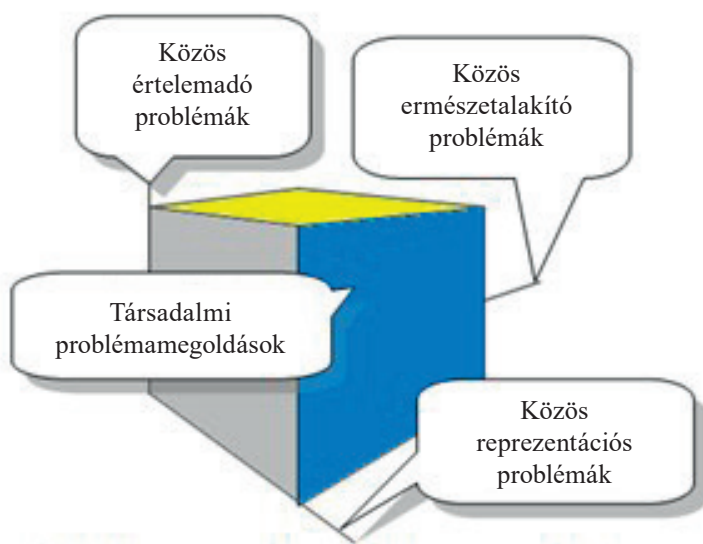 Közös
értelemadó
problémák
Közös
ermészetalakító
problémák
Társadalmi
problémamegoldások
Közös
reprezentációs
problémák